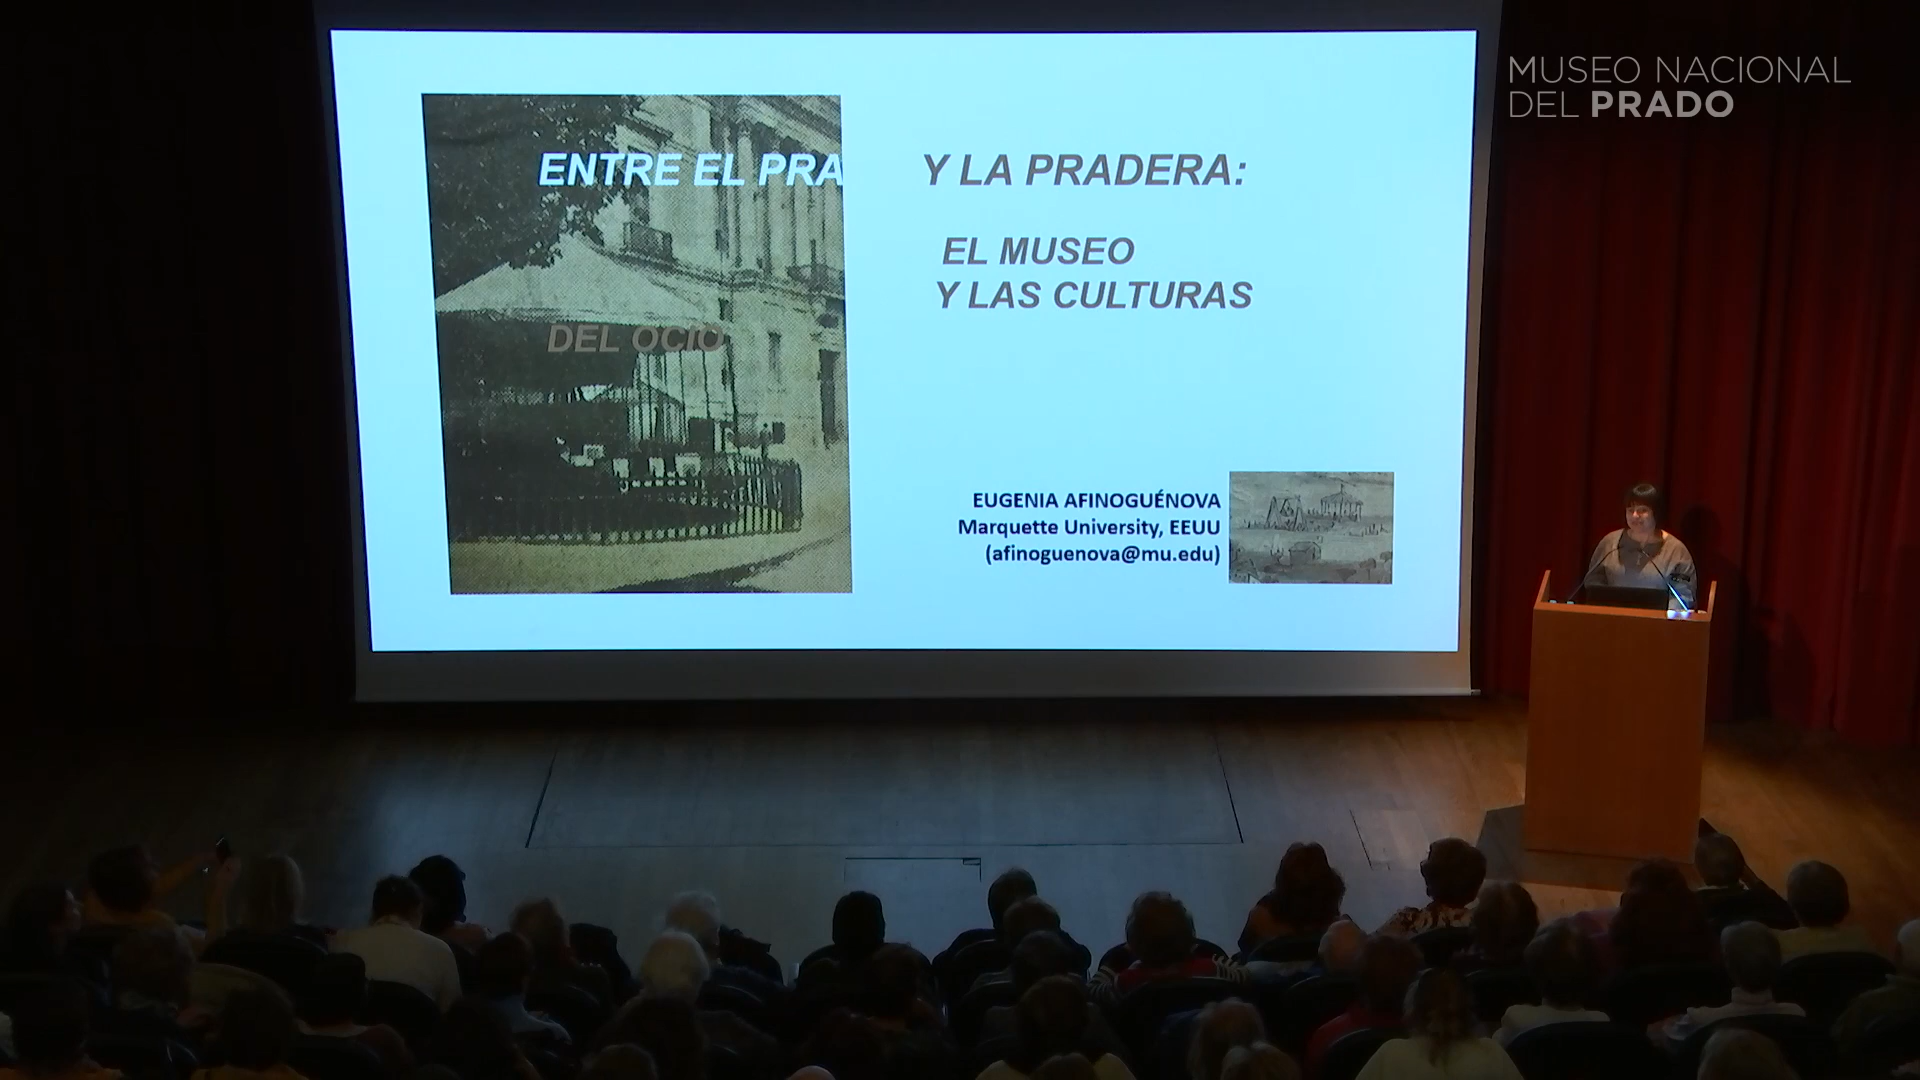 MUSEO NACIONAL
DEL PRADO
ENTRE EL PRA Y LA PRADERA:
EL MUSEO
Y LAS CULTURAS
DEL OCIO
EUGENIA AFINOGUÉNOVA
Marquette University, EEUU
(afinoguenova@mu.edu)